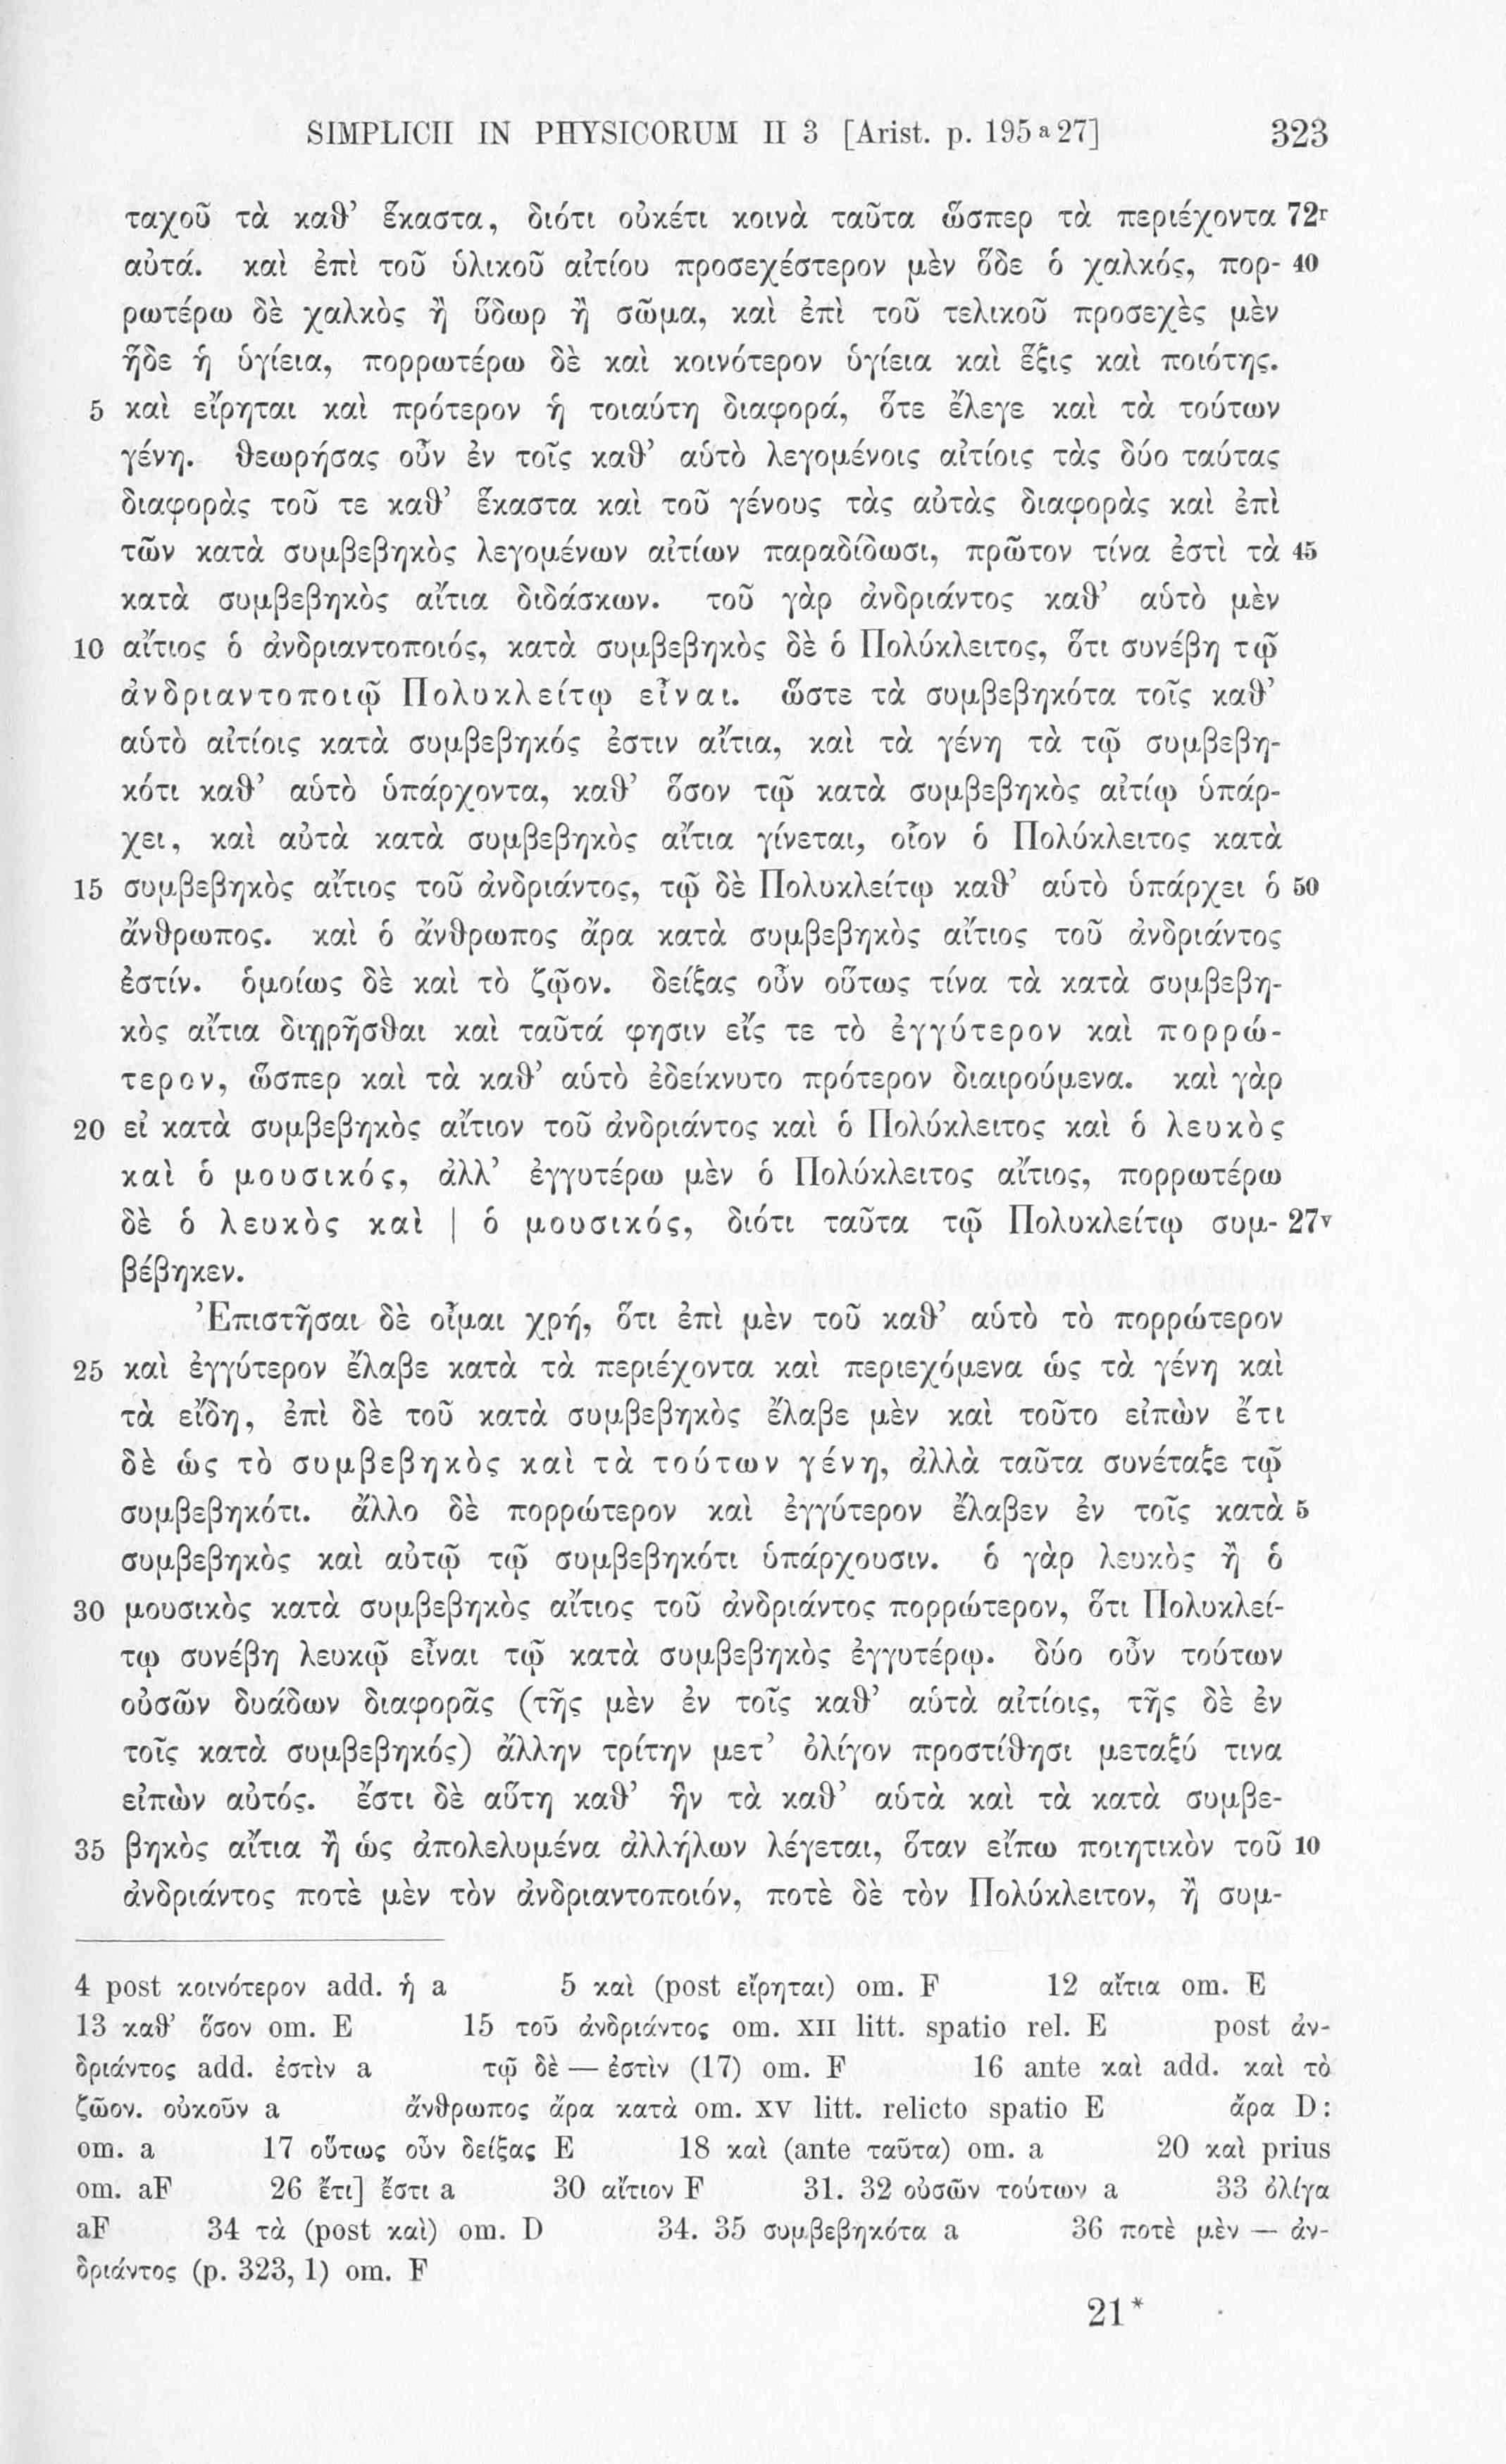 SIMPLICII IN PHYSICORUM II 3 [Arist. p. 195 a 27] 323
ταχοῦ τὰ καθ’ ἕκαστα, διότι οὐκέτι κοινὰ ταῦτα ὥσπερ τὰ περιέχοντα 72r
αὐτά. καὶ ἐπὶ τοῦ ὑλικοῦ αἰτίου προσεχέστερον μὲν ὅδε ὁ χαλκός, πορ- 40
ρωτέρω δὲ χαλκὸς ἢ ὕδωρ ἢ σῶμα, καὶ ἐπὶ τοῦ τελικοῦ προσεχὲς μὲν
ἥδε ἡ ὑγίεια, πορρωτέρω δὲ καὶ κοινότερον ὑγίεια καὶ ἕξις καὶ ποιότης.
5 καὶ εἴρηται καὶ πρότερον ἡ τοιαύτη διαφορά, ὅτε ἔλεγε καὶ τὰ τούτων
γένη. θεωρήσας οὖν ἐν τοῖς καθ’ αὑτὸ λεγομένοις αἰτίοις τὰς δύο ταύτας
διαφορὰς τοῦ τε καθ’ ἕκαστα καὶ τοῦ γένους τὰς αὐτὰς διαφορὰς καὶ ἐπὶ
τῶν κατὰ συμβεβηκὸς λεγομένων αἰτίων παραδίδωσι, πρῶτον τίνα ἐστὶ τὰ 45
κατὰ συμβεβηκὸς αἴτια διδάσκων. τοῦ γὰρ ἀνδριάντος καθ’ αὑτὸ μὲν
10 αἴτιος ὁ ἀνδριαντοποιός, κατὰ συμβεβηκὸς δὲ ὁ Πολύκλειτος, ὅτι συνέβη τῷ
ἀνδριαντοποιῷ Πολυκλείτῳ εἶναι. ὥστε τὰ συμβεβηκότα τοῖς καθ’
αὑτὸ αἰτίοις κατὰ συμβεβηκός ἐστιν αἴτια, καὶ τὰ γένη τὰ τῷ συμβεβη-
κότι καθ’ αὑτὸ ὑπάρχοντα, καθ’ ὅσον τῷ κατὰ συμβεβηκὸς αἰτίῳ ὑπάρ-
χει, καὶ αὐτὰ κατὰ συμβεβηκὸς αἴτια γίνεται, οἷον ὁ Πολύκλειτος κατὰ
15 συμβεβηκὸς αἴτιος τοῦ ἀνδριάντος, τῷ δὲ Πολυκλείτῳ καθ’ αὑτὸ ὑπάρχει ὁ 50
ἄνθρωπος. καὶ ὁ ἄνθρωπος ἄρα κατὰ συμβεβηκὸς αἴτιος τοῦ ἀνδριάντος
ἐστίν. ὁμοίως δὲ καὶ τὸ ζῷον. δείξας οὖν οὕτως τίνα τὰ κατὰ συμβεβη-
κὸς αἴτια διῃρῆσθαι καὶ ταῦτά φησιν εἴς τε τὸ ἐγγύτερον καὶ πορρώ-
τερον, ὥσπερ καὶ τὰ καθ’ αὑτὸ ἐδείκνυτο πρότερον διαιρούμενα. καὶ γὰρ
20 εἰ κατὰ συμβεβηκὸς αἴτιον τοῦ ἀνδριάντος καὶ ὁ Πολύκλειτος καὶ ὁ λευκὸς
καὶ ὁ μουσικός, ἀλλ’ ἐγγυτέρω μὲν ὁ Πολύκλειτος αἴτιος, πορρωτέρω
δὲ ὁ λευκὸς καὶ | ὁ μουσικός, διότι ταῦτα τῷ Πολυκλείτῳ συμ- 27v
βέβηκεν.
Ἐπιστῆσαι δὲ οἶμαι χρή, ὅτι ἐπὶ μὲν τοῦ καθ’ αὑτὸ τὸ πορρώτερον
25 καὶ ἐγγύτερον ἔλαβε κατὰ τὰ περιέχοντα καὶ περιεχόμενα ὡς τὰ γένη καὶ
τὰ εἴδη, ἐπὶ δὲ τοῦ κατὰ συμβεβηκὸς ἔλαβε μὲν καὶ τοῦτο εἰπὼν ἔτι
δὲ ὡς τὸ συμβεβηκὸς καὶ τὰ τούτων γένη, ἀλλὰ ταῦτα συνέταξε τῷ
συμβεβηκότι. ἄλλο δὲ πορρώτερον καὶ ἐγγύτερον ἔλαβεν ἐν τοῖς κατὰ 5
συμβεβηκὸς καὶ αὐτῷ τῷ συμβεβηκότι ὑπάρχουσιν. ὁ γὰρ λευκὸς ἢ ὁ
30 μουσικὸς κατὰ συμβεβηκὸς αἴτιος τοῦ ἀνδριάντος πορρώτερον, ὅτι Πολυκλεί-
τῳ συνέβη λευκῷ εἶναι τῷ κατὰ συμβεβηκὸς ἐγγυτέρῳ. δύο οὖν τούτων
οὐσῶν δυάδων διαφορᾶς (τῆς μὲν ἐν τοῖς καθ’ αὑτὰ αἰτίοις, τῆς δὲ ἐν
τοῖς κατὰ συμβεβηκός) ἄλλην τρίτην μετ’ ὀλίγον προστίθησι μεταξύ τινα
εἰπὼν αὐτός. ἔστι δὲ αὕτη καθ’ ἣν τὰ καθ’ αὑτὰ καὶ τὰ κατὰ συμβε-
35 βηκὸς αἴτια ἢ ὡς ἀπολελυμένα ἀλλήλων λέγεται, ὅταν εἴπω ποιητικὸν τοῦ 10
ἀνδριάντος ποτὲ μὲν τὸν ἀνδριαντοποιόν, ποτὲ δὲ τὸν Πολύκλειτον, ἢ συμ-
4 post κοινότερον add. ἡ a 5 καὶ (post εἴρηται) om. F 12 αἴτια om. E
13 καθ’ ὅσον om. E 15 τοῦ ἀνδριάντος om. XII litt. spatio rel. E post ἀν-
δριάντος add. ἐστὶν a τῷ δὲ — ἐστὶν (17) om. F 16 ante καὶ add. καὶ τὸ
ζῶον. οὐκοῦν a ἄνθρωπος ἄρα κατὰ om. XV litt. relicto spatio E ἄρα D:
om. a 17 οὕτως οὖν δείξας E 18 καὶ (ante ταῦτα) om. a 20 καὶ prius
om. aF 26 ἔτι] ἔστι a 30 αἴτιον F 31. 32 οὐσῶν τούτων a 33 ὀλίγα
aF 34 τὰ (post καὶ) om. D 34. 35 συμβεβηκότα a 36 ποτὲ μὲν — ἀν-
δριάντος (p. 323, 1) om. F
21*